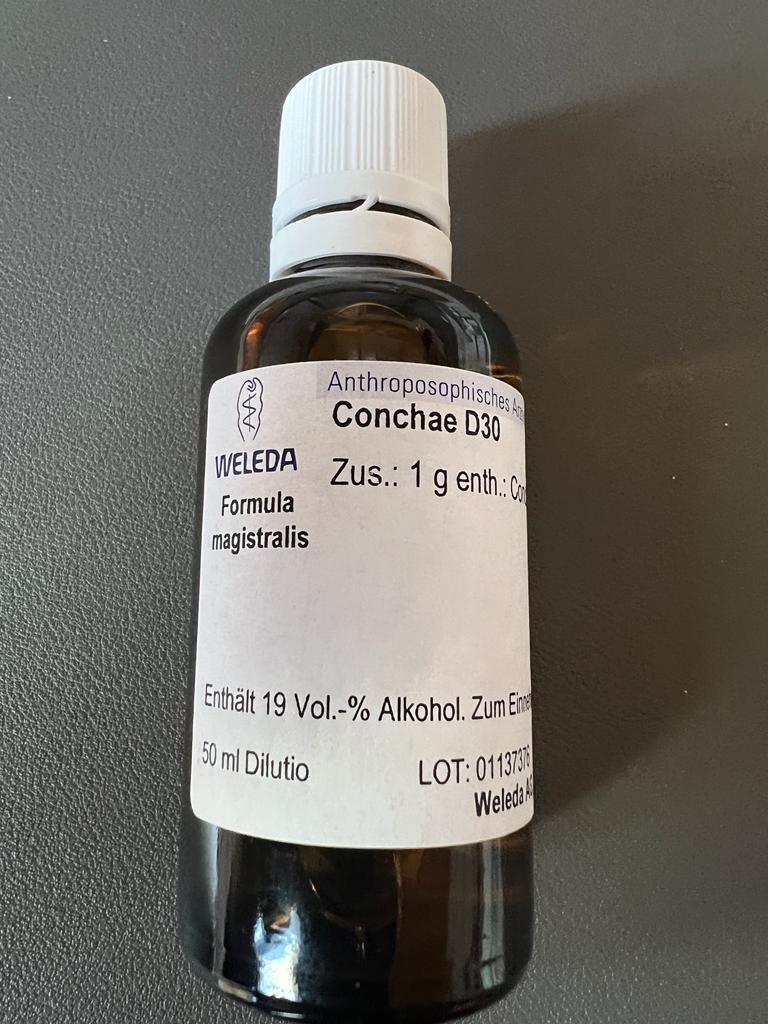 Anthroposophisches
Conchae D30
WELEDA
Zus.: 1 g enth.:
Formula
magistralis
Enthält 19 Vol.-% Alkohol. Zum
50 ml Dilutio
LOT: 01137376
Weleda